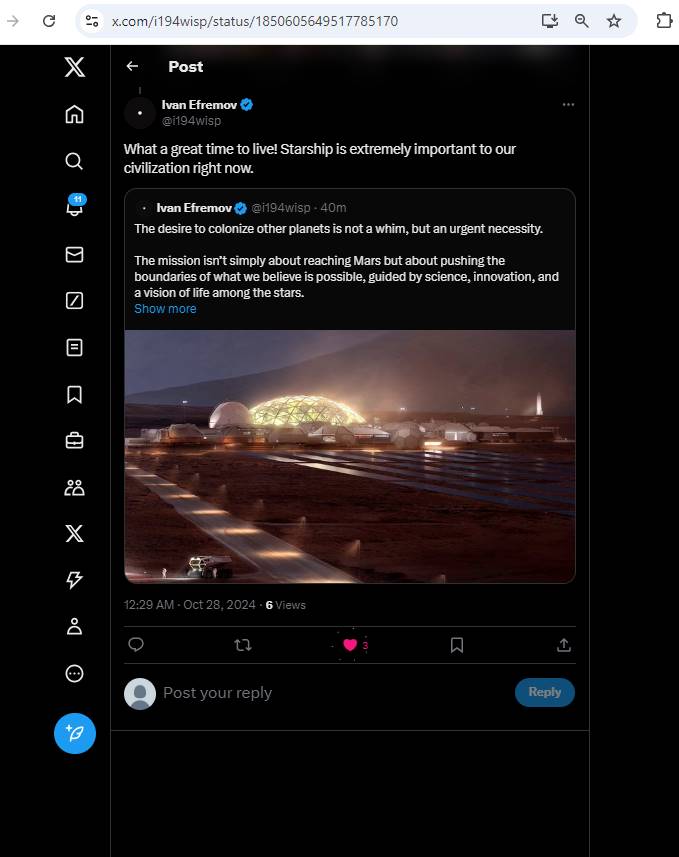 x.com/i194wisp/status/1850605649517785170
Post
Ivan Efremov
@i194wisp
What a great time to live! Starship is extremely important to our
civilization right now.
Ivan Efremov @i194wisp · 40m
The desire to colonize other planets is not a whim, but an urgent necessity.
The mission isn't simply about reaching Mars but about pushing the
boundaries of what we believe is possible, guided by science, innovation, and
a vision of life among the stars.
Show more
11
12:29 AM · Oct 28, 2024 · 6 Views
3
Post your reply
Reply